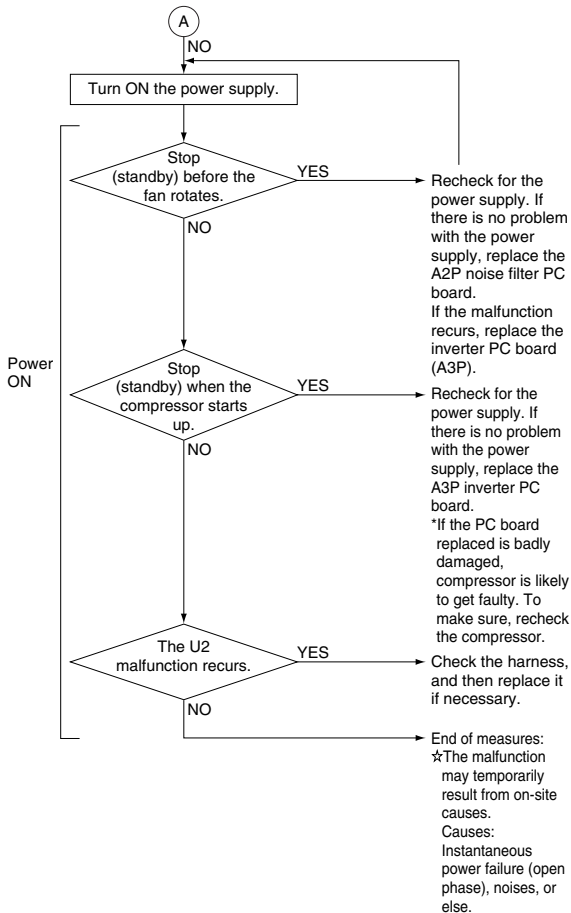 A
NO
Turn ON the power supply.
Stop
(standby) before the
fan rotates.
YES
NO
Recheck for the
power supply. If
there is no problem
with the power
supply, replace the
A2P noise filter PC
board.
If the malfunction
recurs, replace the
inverter PC board
(A3P).
Power
ON
Stop
(standby) when the
compressor starts
up.
YES
NO
Recheck for the
power supply. If
there is no problem
with the power
supply, replace the
A3P inverter PC
board.
*If the PC board
replaced is badly
damaged,
compressor is likely
to get faulty. To
make sure, recheck
the compressor.
The U2
malfunction recurs.
YES
NO
Check the harness,
and then replace it
if necessary.
End of measures:
☆The malfunction
may temporarily
result from on-site
causes.
Causes:
Instantaneous
power failure (open
phase), noises, or
else.